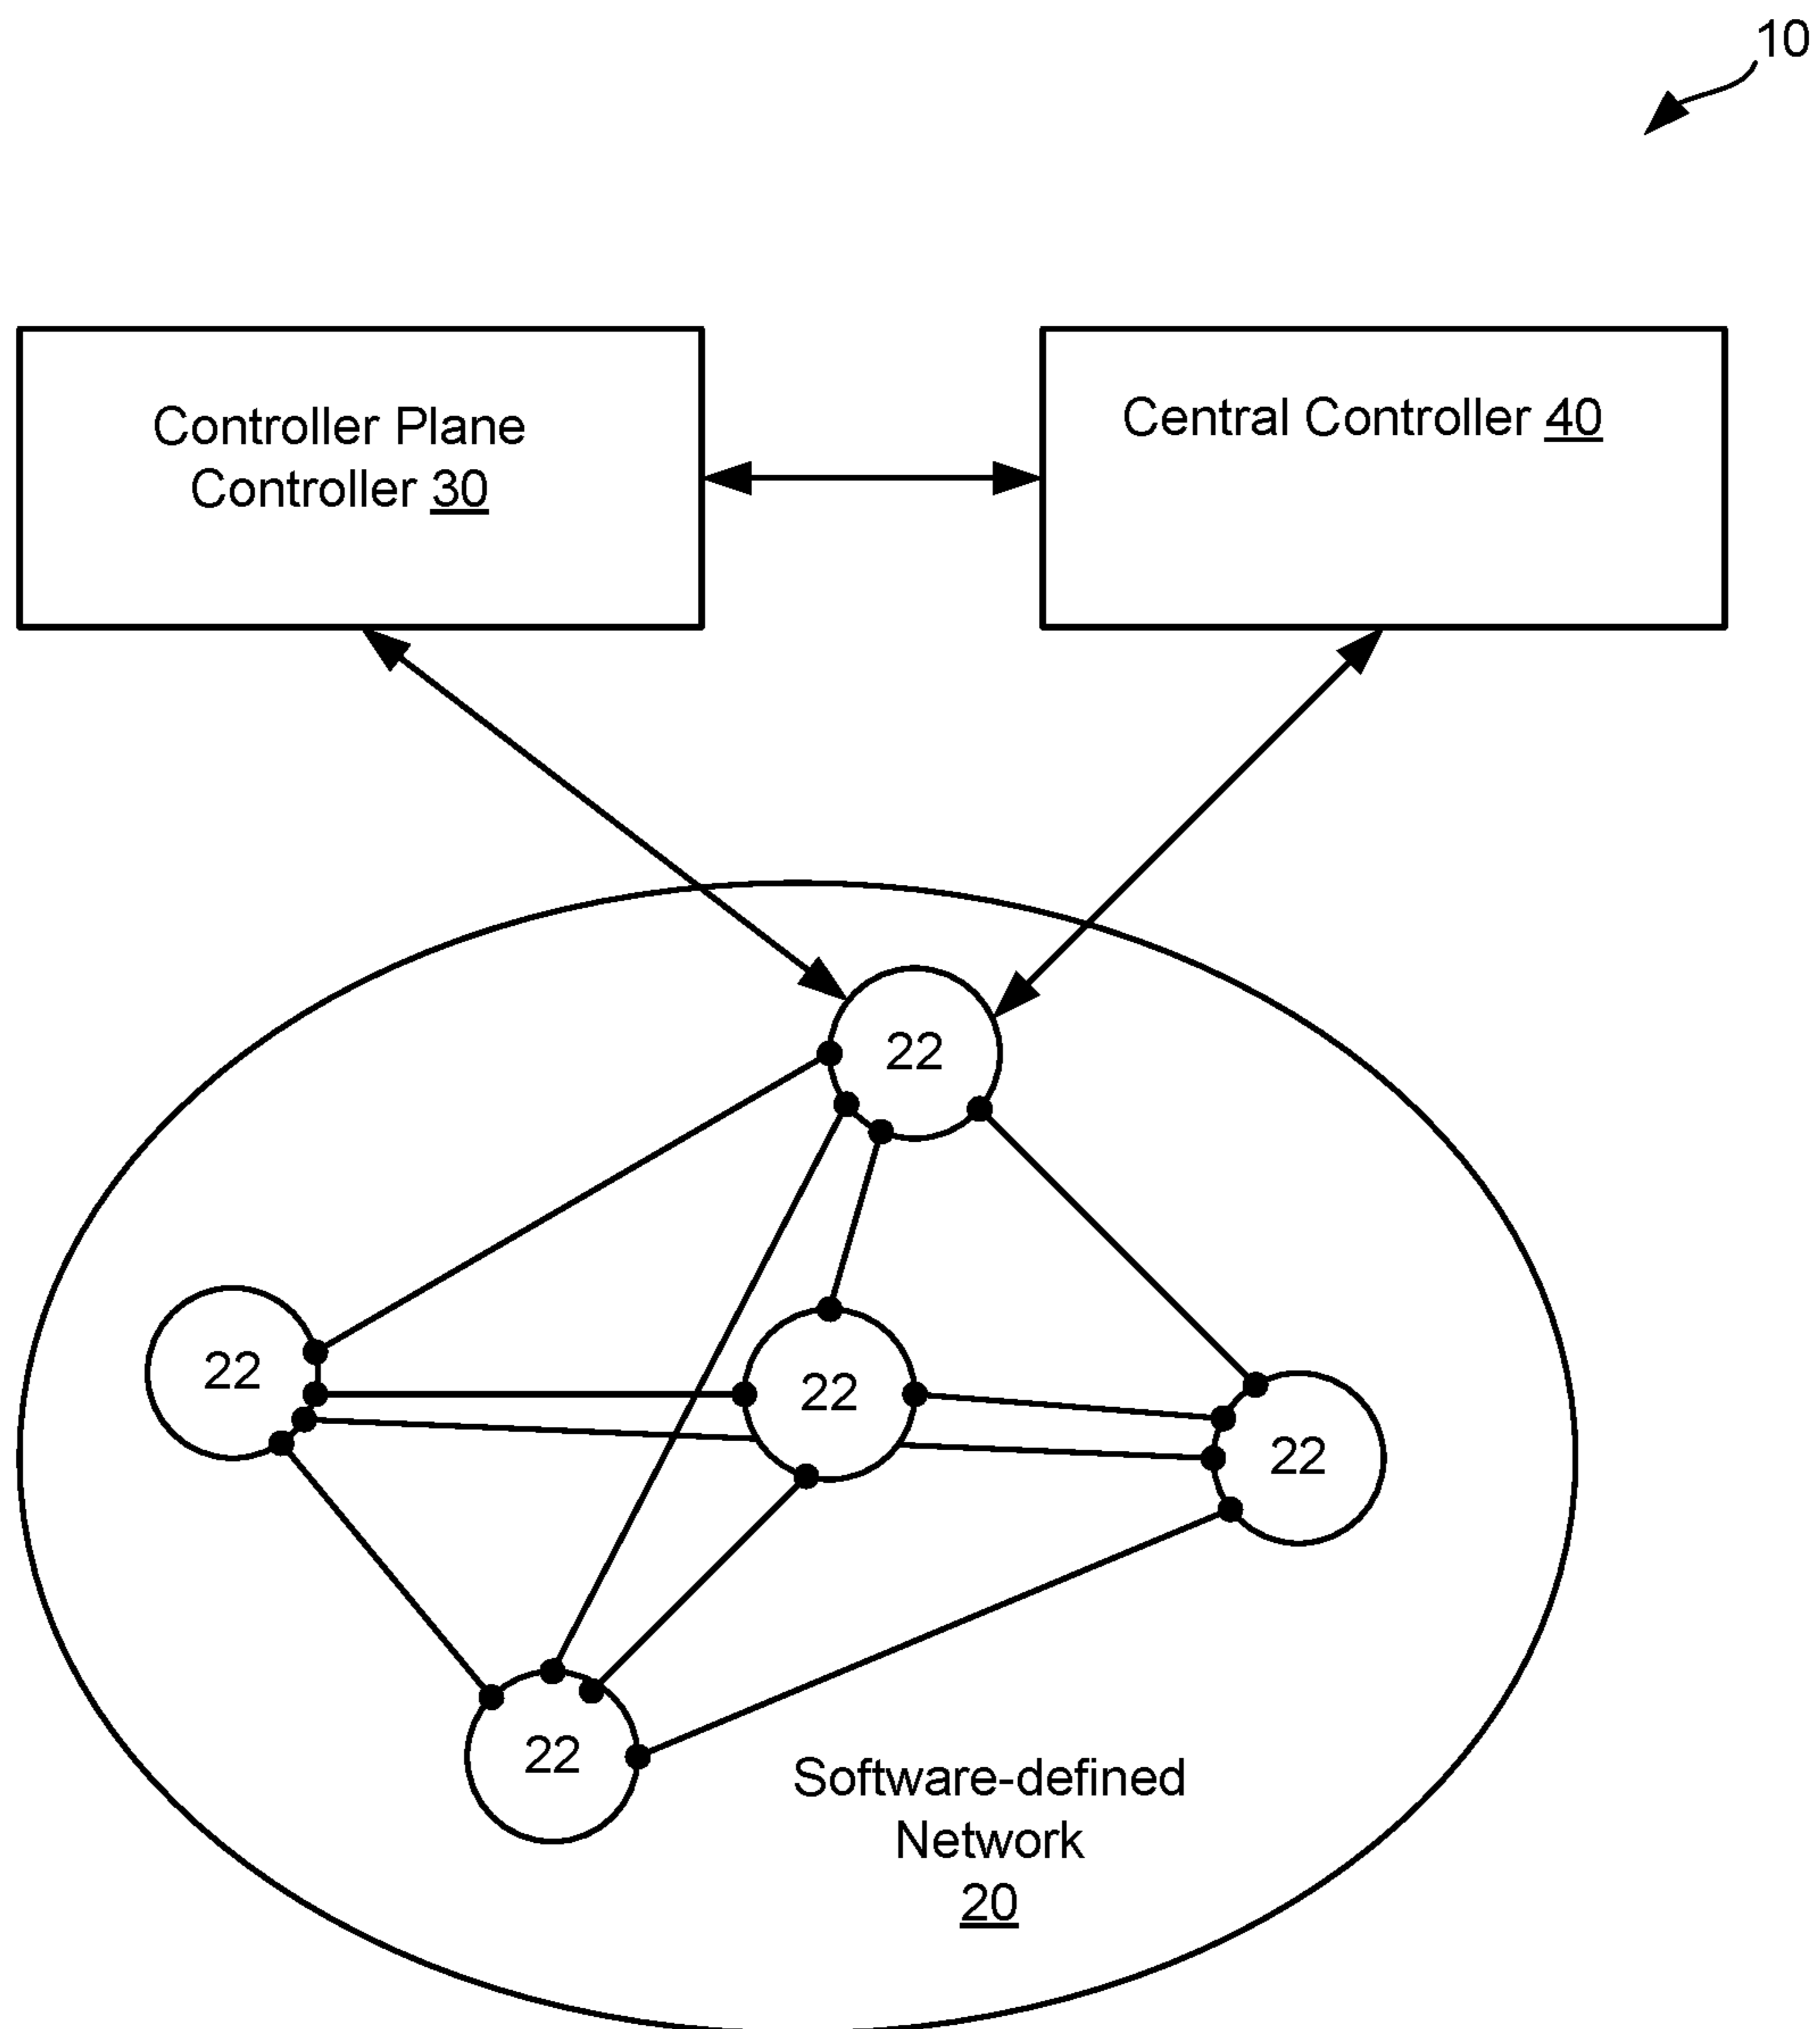 10
Controller Plane
Controller 30
Central Controller 40
22
22
22
22
22
Software-defined
Network
20